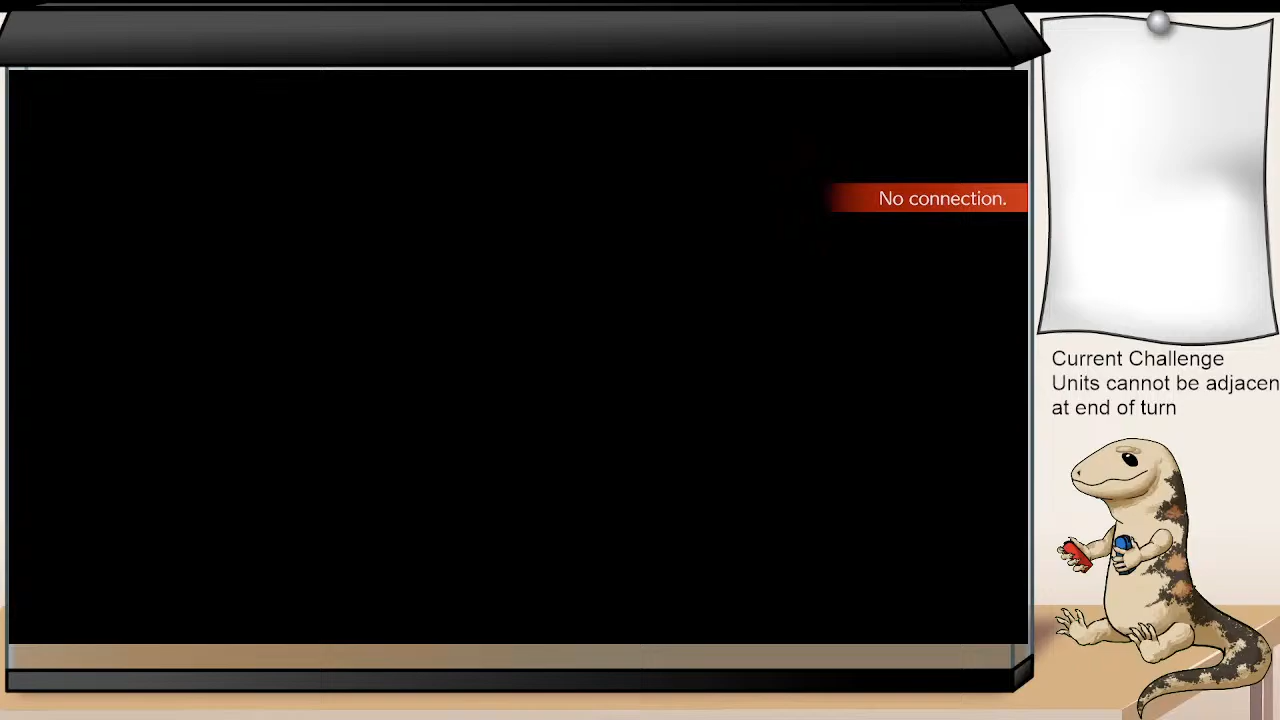 No connection.
Current Challenge
Units cannot be adjacen
at end of turn